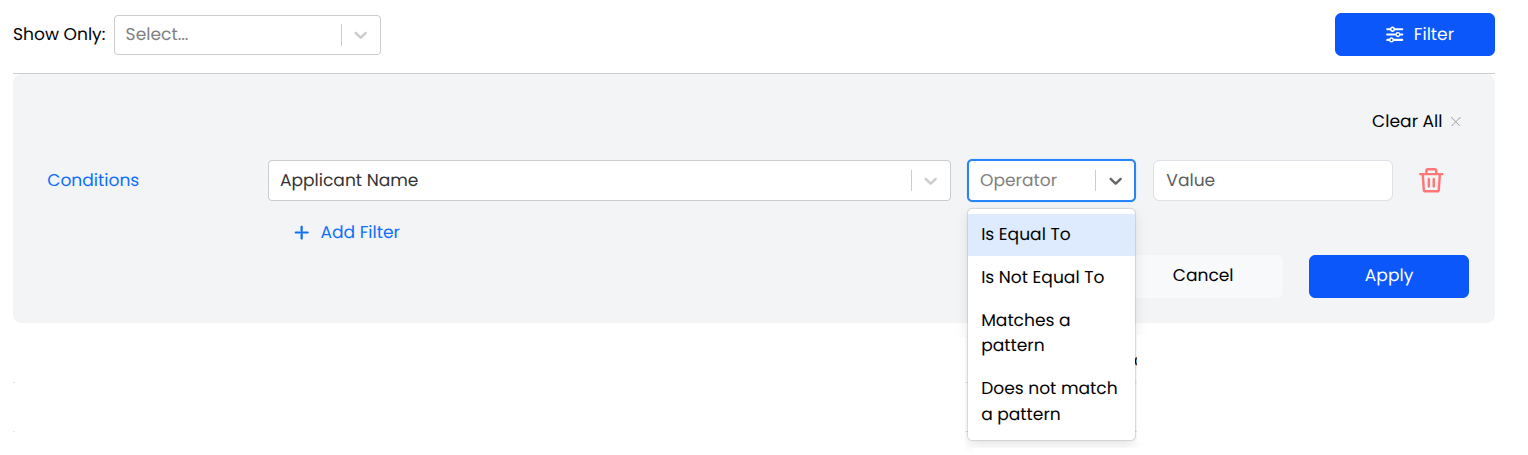 Show Only:
Select...
Filter
Clear All
Conditions
Applicant Name
Operator
Value
Add Filter
Is Equal To
Is Not Equal To
Matches a
pattern
Does not match
a pattern
Cancel
Apply